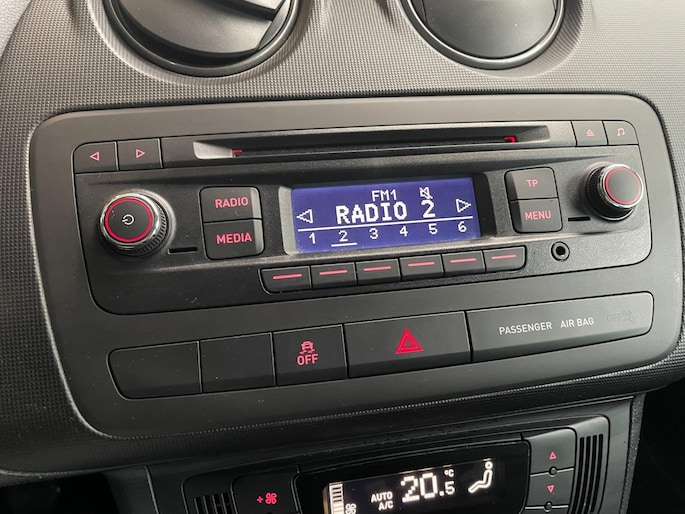 RADIO
MEDIA
FM1
RADIO 2
1 2 3 4 5 6
TP
MENU
OFF
PASSENGER AIR BAG
AUTO
A/C
20.5 °C